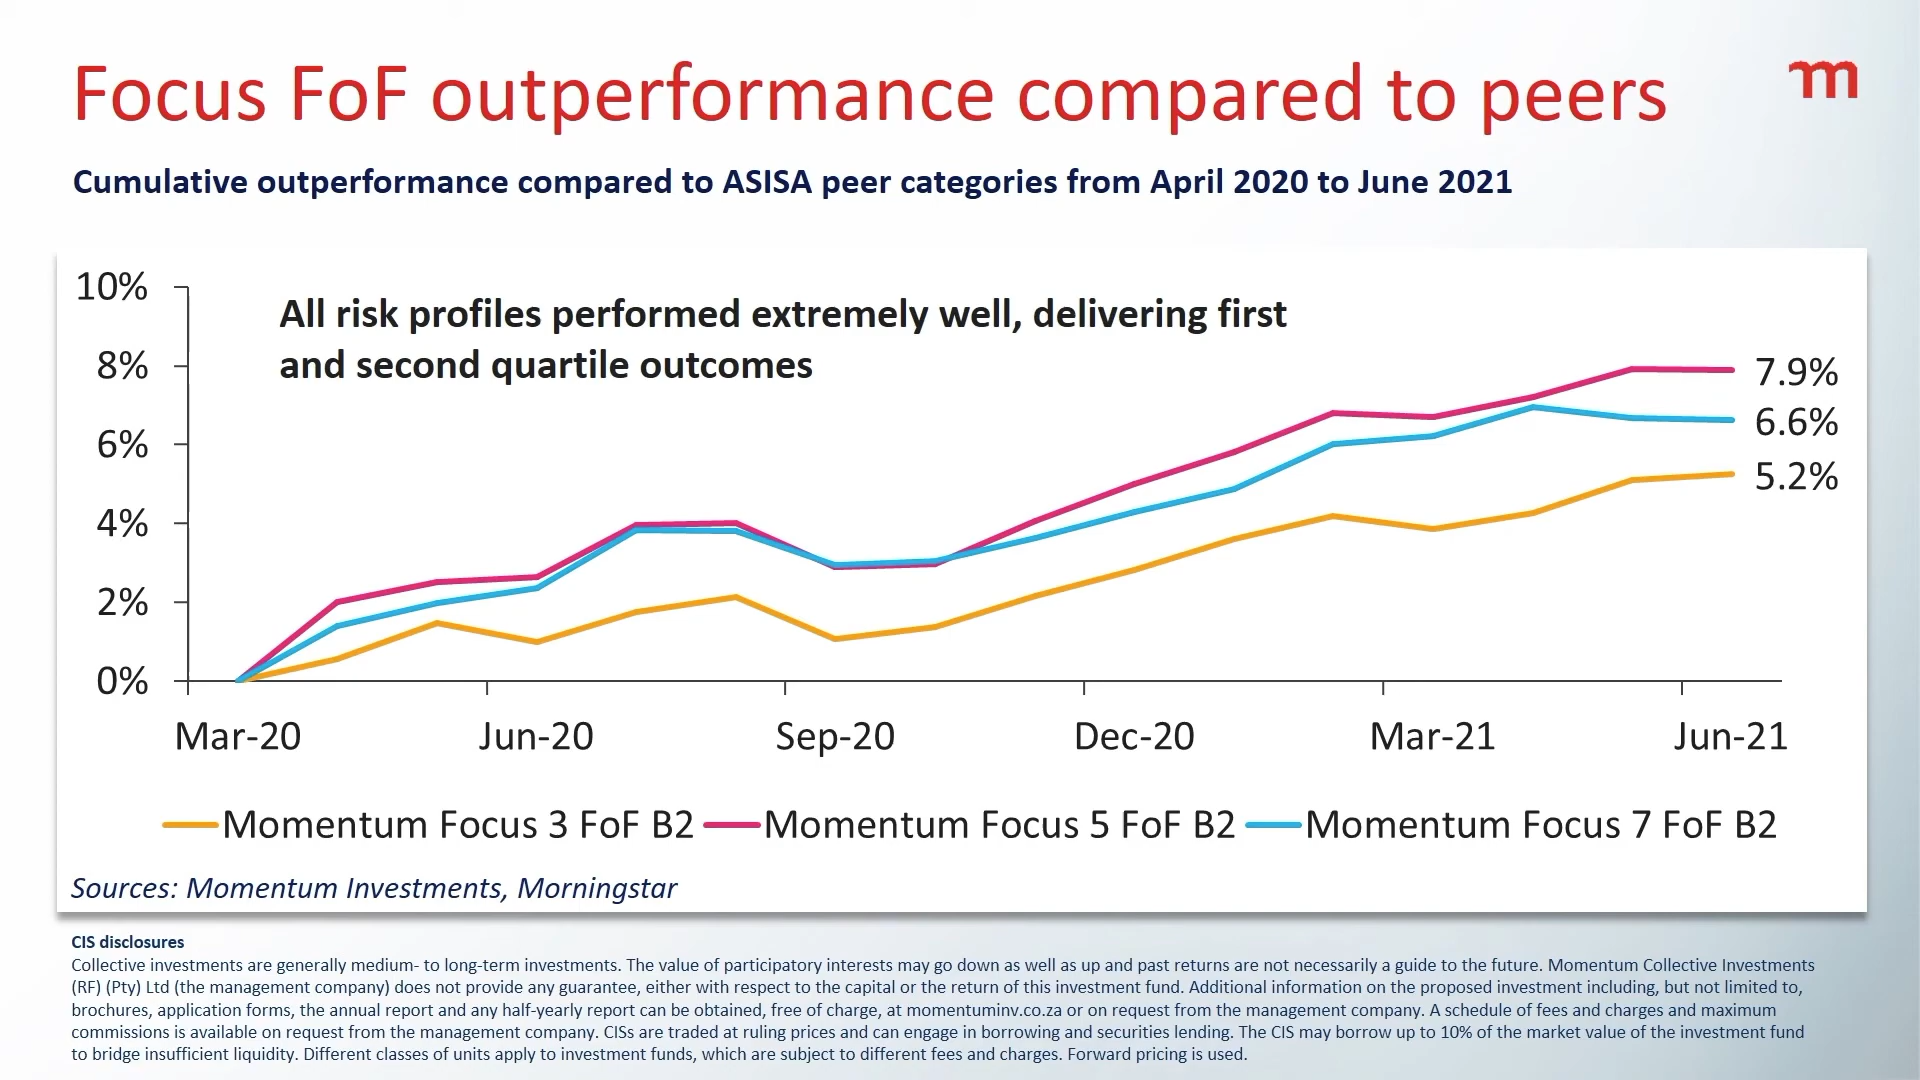 Focus FoF outperformance compared to peers
m
Cumulative outperformance compared to ASISA peer categories from April 2020 to June 2021
10%
8%
6%
4%
2%
0%
All risk profiles performed extremely well, delivering first
and second quartile outcomes
7.9%
6.6%
5.2%
Mar-20 Jun-20 Sep-20 Dec-20 Mar-21 Jun-21
Momentum Focus 3 FoF B2 Momentum Focus 5 FoF B2 Momentum Focus 7 FoF B2
Sources: Momentum Investments, Morningstar
CIS disclosures
Collective investments are generally medium- to long-term investments. The value of participatory interests may go down as well as up and past returns are not necessarily a guide to the future. Momentum Collective Investments
(RF) (Pty) Ltd (the management company) does not provide any guarantee, either with respect to the capital or the return of this investment fund. Additional information on the proposed investment including, but not limited to,
brochures, application forms, the annual report and any half-yearly report can be obtained, free of charge, at momentuminv.co.za or on request from the management company. A schedule of fees and charges and maximum
commissions is available on request from the management company. CISs are traded at ruling prices and can engage in borrowing and securities lending. The CIS may borrow up to 10% of the market value of the investment fund
to bridge insufficient liquidity. Different classes of units apply to investment funds, which are subject to different fees and charges. Forward pricing is used.